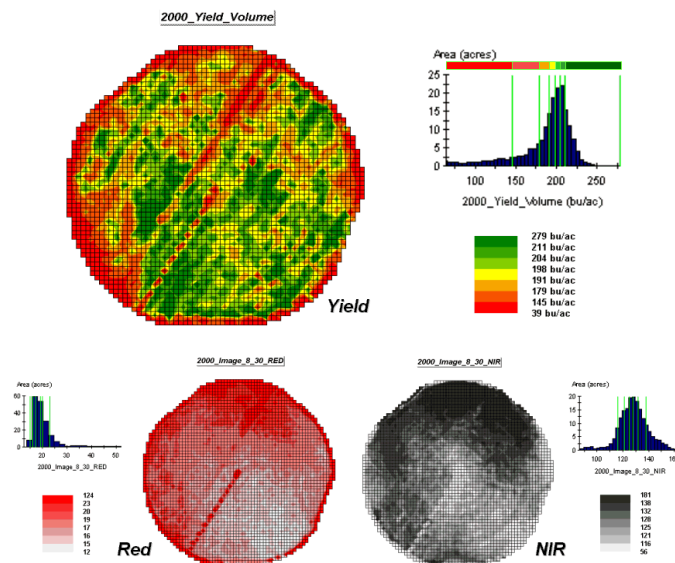 2000_Yield_Volume
Area (acres)
25
20
15
10
5
0
100 150 200 250
2000_Yield_Volume (bu/ac)
279 bu/ac
211 bu/ac
204 bu/ac
198 bu/ac
191 bu/ac
179 bu/ac
145 bu/ac
39 bu/ac
Yield
2000_Image_8_30_RED
2000_Image_8_30_NIR
Area (acres)
60
40
20
0
20 30 40 50
2000_Image_8_30_RED
124
23
20
19
17
16
15
12
Red
Area (acres)
20
15
10
5
0
100 120 140 160
2000_Image_8_30_NIR
181
138
132
128
125
121
116
56
NIR